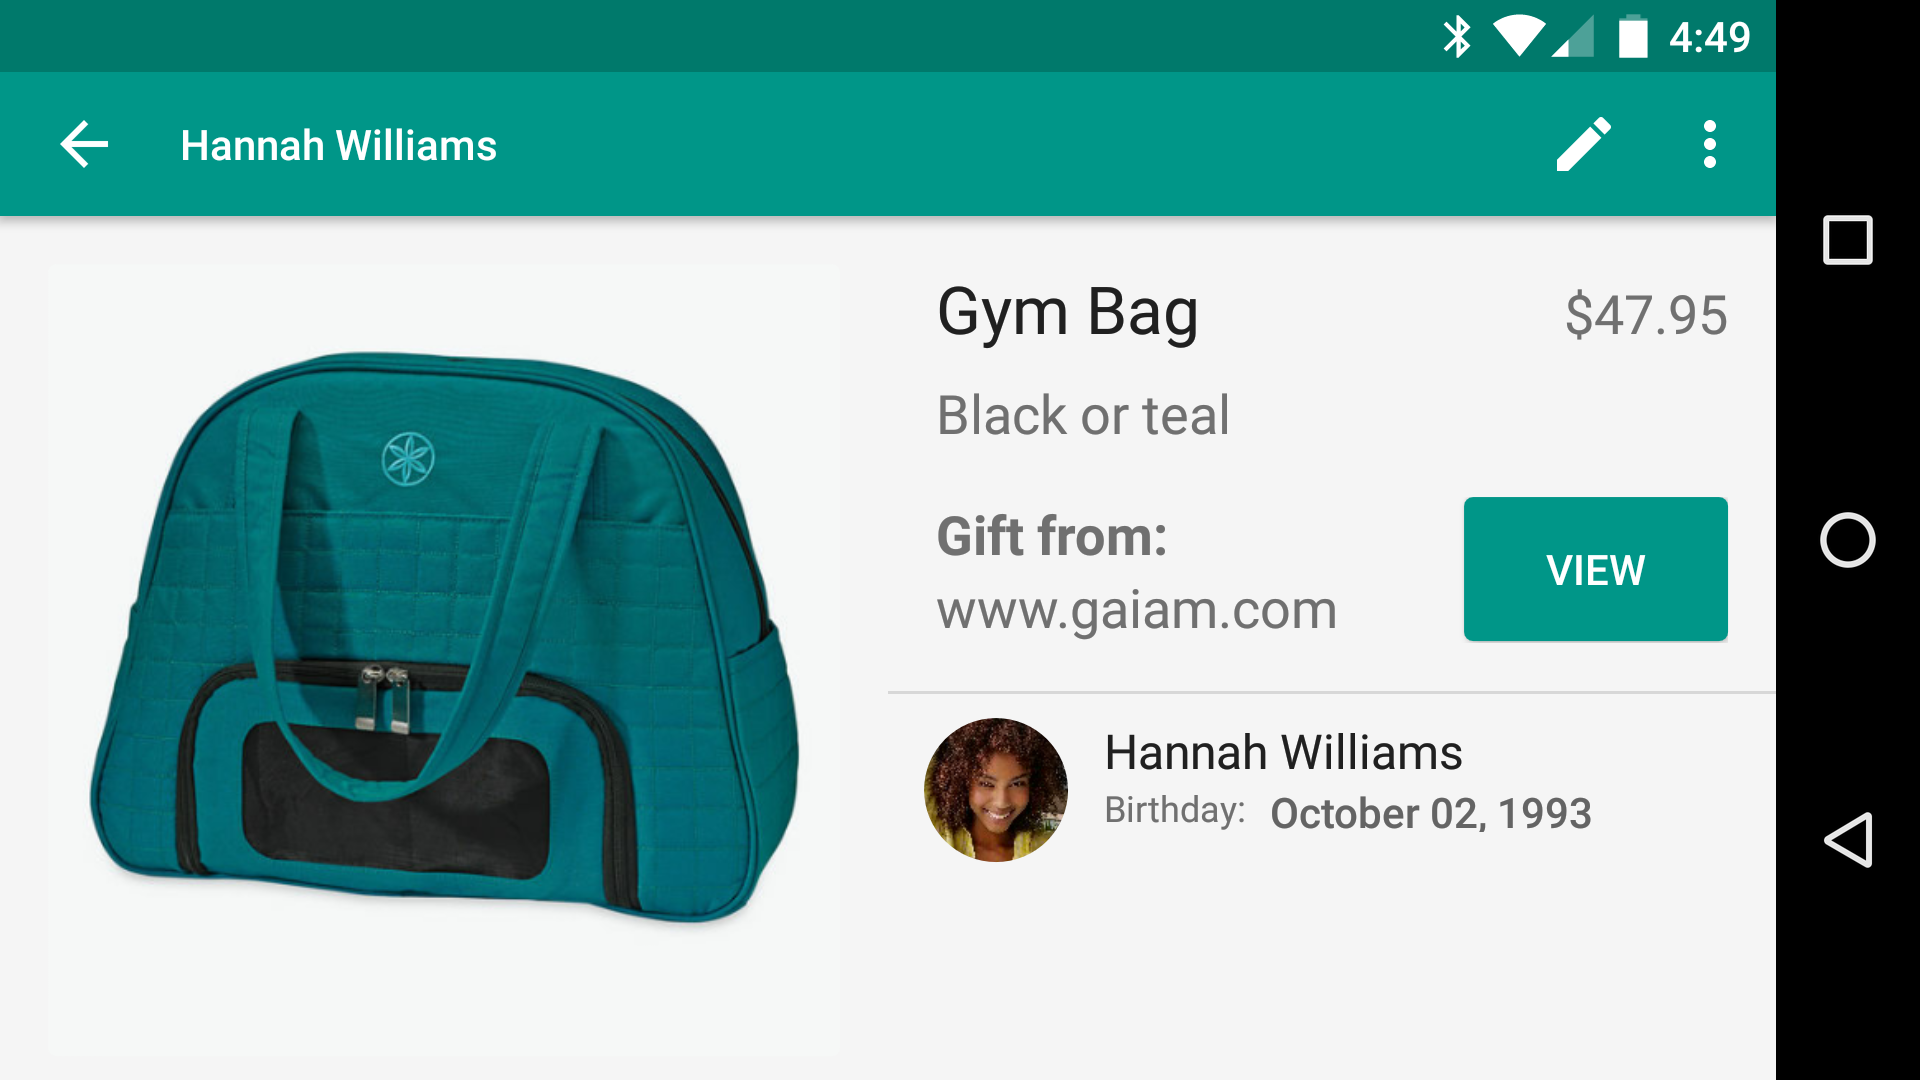 4:49
Hannah Williams
Gym Bag
$47.95
Black or teal
Gift from:
www.gaiam.com
VIEW
Hannah Williams
Birthday: October 02, 1993